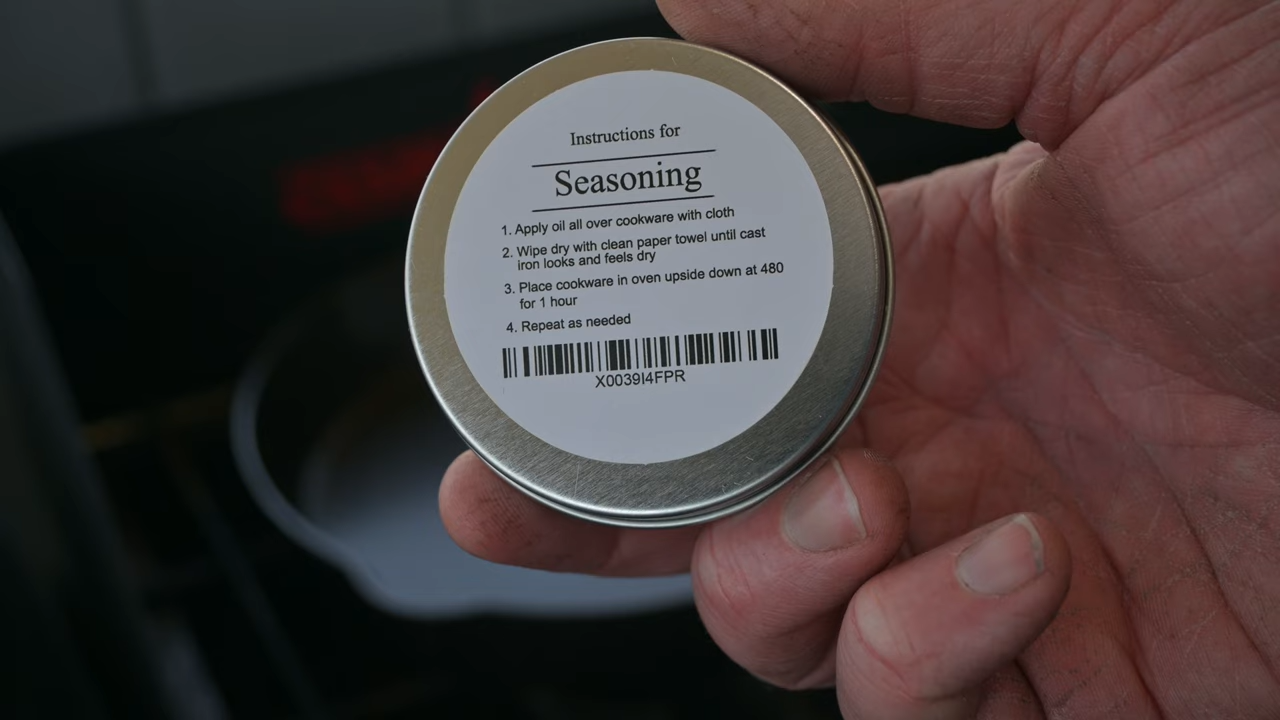 Instructions for
Seasoning
1. Apply oil all over cookware with cloth
2. Wipe dry with clean paper towel until cast
iron looks and feels dry
3. Place cookware in oven upside down at 480
for 1 hour
4. Repeat as needed
X0039I4FPR